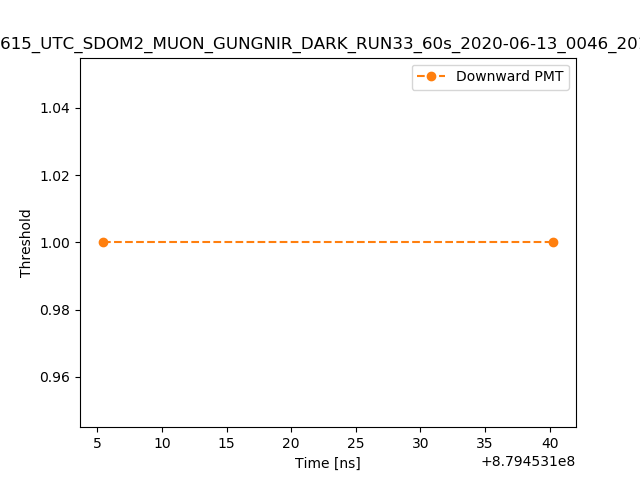 615_UTC_SDOM2_MUON_GUNGNIR_DARK_RUN33_60s_2020-06-13_0046_20
Downward PMT
1.04
1.02
1.00
0.98
0.96
Threshold
5 10 15 20 25 30 35 40
Time [ns]
+8.794531e8